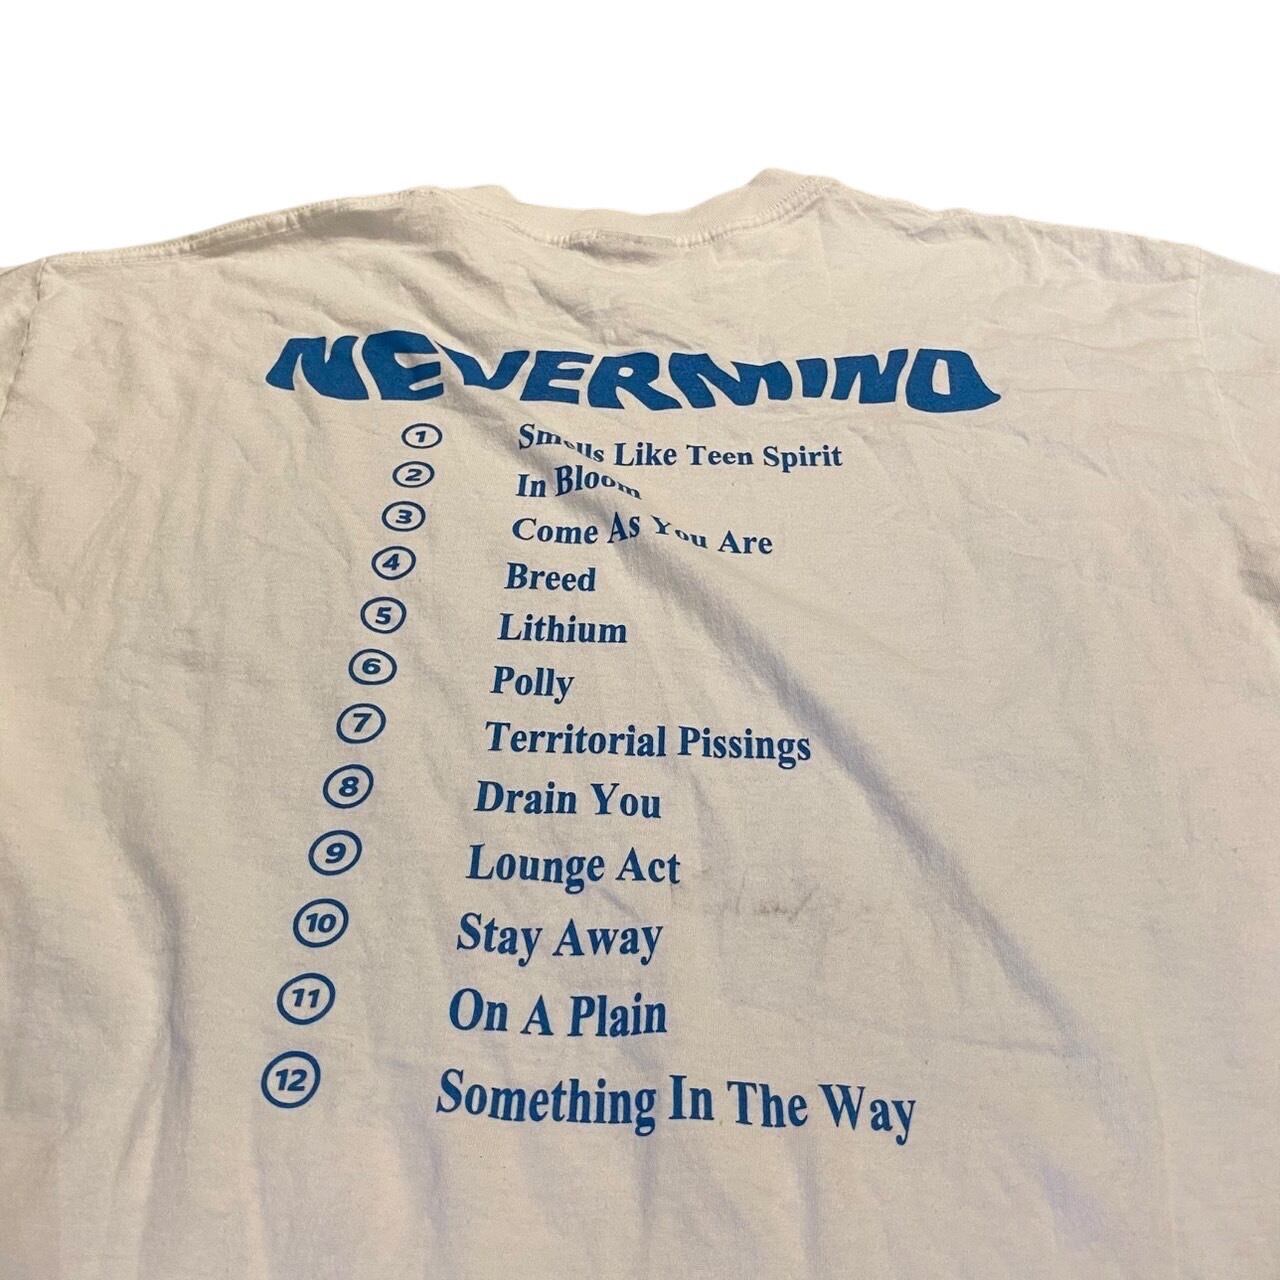 NEVERMIND
1 Smells Like Teen Spirit
2 In Bloom
3 Come As You Are
4 Breed
5 Lithium
6 Polly
7 Territorial Pissings
8 Drain You
9 Lounge Act
10 Stay Away
11 On A Plain
12 Something In The Way